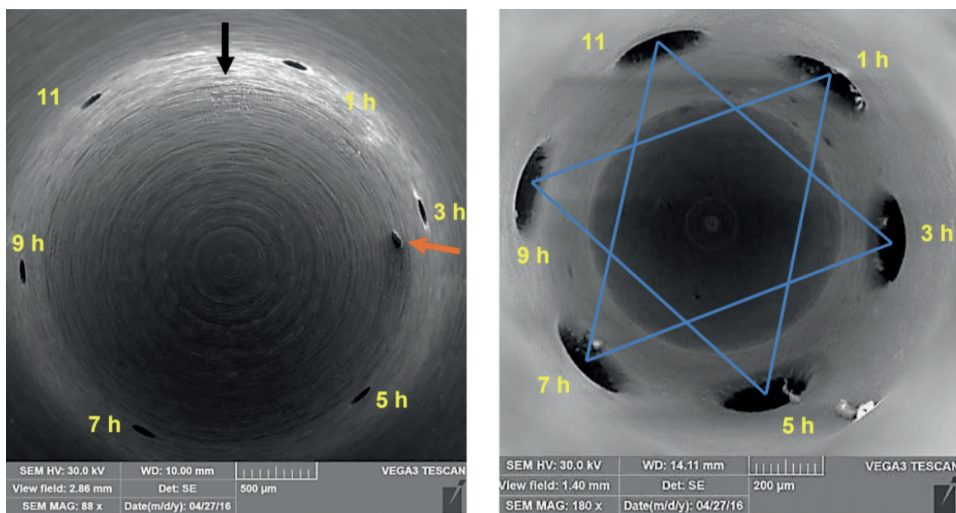 11
1 h
3 h
9 h
5 h
7 h
SEM HV: 30.0 kV
WD: 10.00 mm
VEGA3 TESCAN
View field: 2.86 mm
Det: SE
500 µm
SEM MAG: 88 x
Date(m/d/y): 04/27/16
11
1 h
3 h
9 h
7 h
5 h
SEM HV: 30.0 kV
WD: 14.11 mm
VEGA3 TESCAN
View field: 1.40 mm
Det: SE
200 µm
SEM MAG: 180 x
Date(m/d/y): 04/27/16